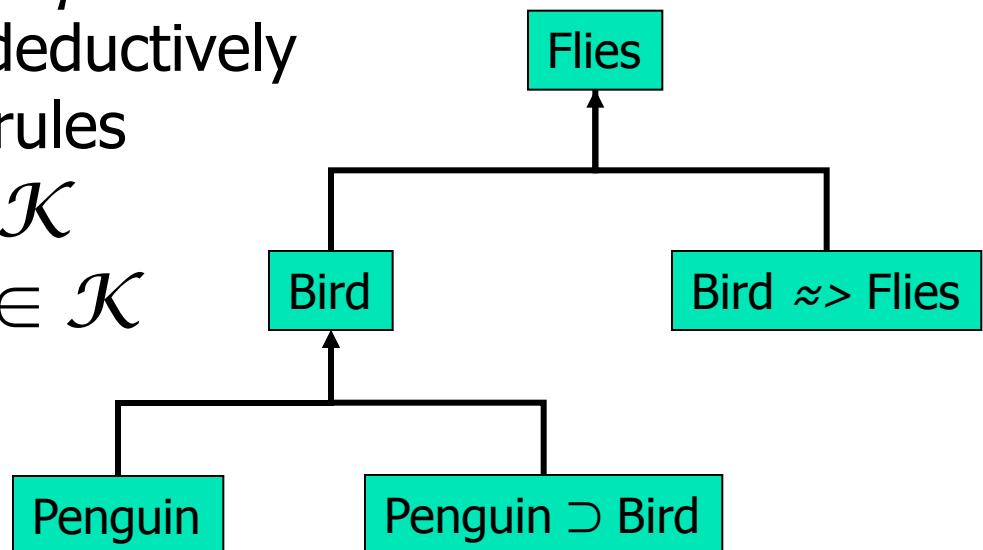 deductively
rules
𝒦
∈ 𝒦
Flies
Bird
Bird ≈> Flies
Penguin
Penguin ⊃ Bird